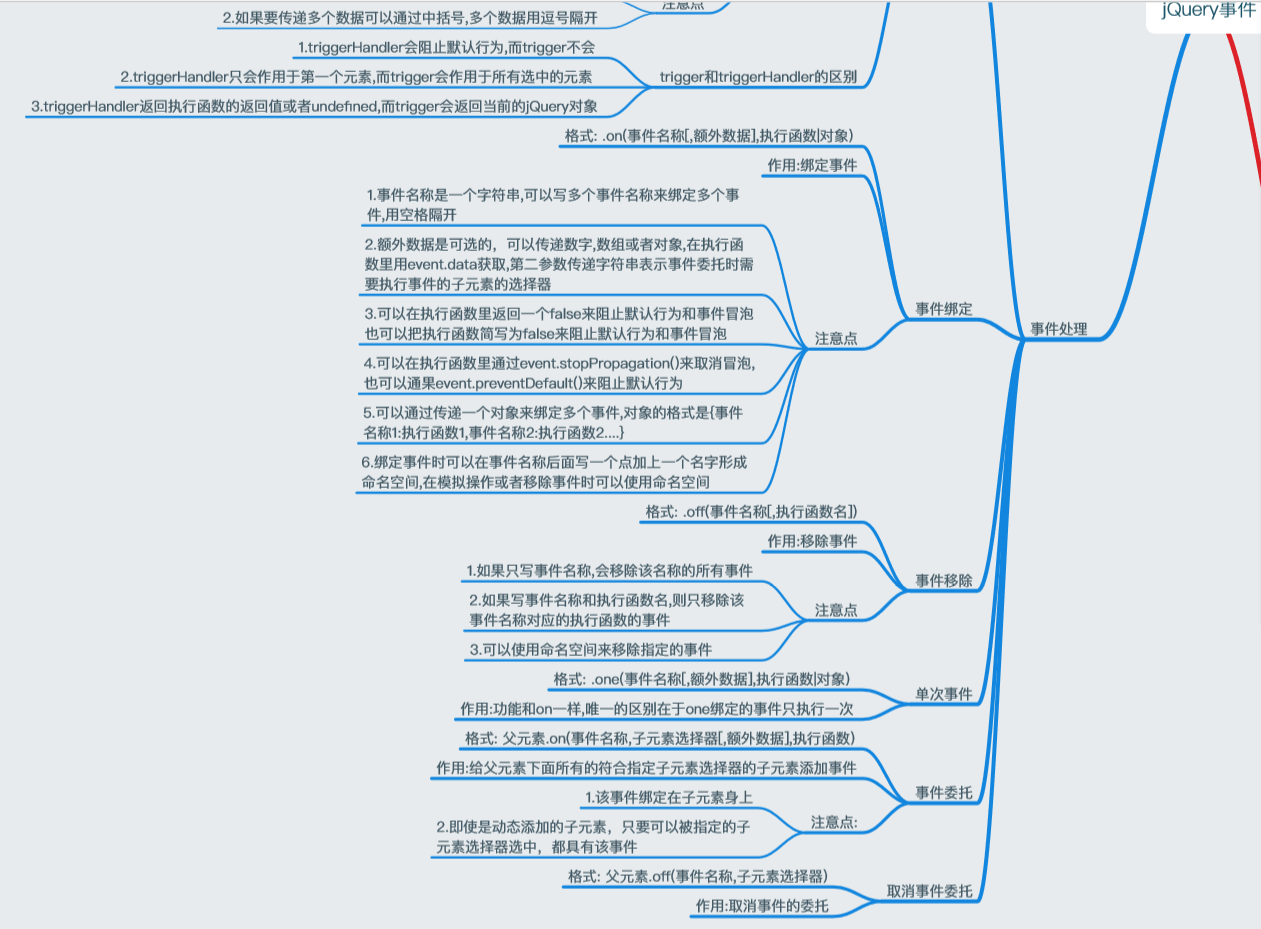 jQuery事件
注意点
2.如果要传递多个数据可以通过中括号,多个数据用逗号隔开
1.triggerHandler会阻止默认行为,而trigger不会
2.triggerHandler只会作用于第一个元素,而trigger会作用于所有选中的元素
trigger和triggerHandler的区别
3.triggerHandler返回执行函数的返回值或者undefined,而trigger会返回当前的jQuery对象
格式: .on(事件名称[,额外数据],执行函数|对象)
作用:绑定事件
1.事件名称是一个字符串,可以写多个事件名称来绑定多个事
件,用空格隔开
2.额外数据是可选的，可以传递数字,数组或者对象,在执行函
数里用event.data获取,第二参数传递字符串表示事件委托时需
要执行事件的子元素的选择器
3.可以在执行函数里返回一个false来阻止默认行为和事件冒泡
也可以把执行函数简写为false来阻止默认行为和事件冒泡
事件绑定
事件处理
注意点
4.可以在执行函数里通过event.stopPropagation()来取消冒泡,
也可以通果event.preventDefault()来阻止默认行为
5.可以通过传递一个对象来绑定多个事件,对象的格式是{事件
名称1:执行函数1,事件名称2:执行函数2....}
6.绑定事件时可以在事件名称后面写一个点加上一个名字形成
命名空间,在模拟操作或者移除事件时可以使用命名空间
格式: .off(事件名称[,执行函数名])
作用:移除事件
1.如果只写事件名称,会移除该名称的所有事件
事件移除
2.如果写事件名称和执行函数名,则只移除该
事件名称对应的执行函数的事件
注意点
3.可以使用命名空间来移除指定的事件
格式: .one(事件名称[,额外数据],执行函数|对象)
单次事件
作用:功能和on一样,唯一的区别在于one绑定的事件只执行一次
格式: 父元素.on(事件名称,子元素选择器[,额外数据],执行函数)
作用:给父元素下面所有的符合指定子元素选择器的子元素添加事件
事件委托
1.该事件绑定在子元素身上
注意点:
2.即使是动态添加的子元素，只要可以被指定的子
元素选择器选中，都具有该事件
格式: 父元素.off(事件名称,子元素选择器)
取消事件委托
作用:取消事件的委托